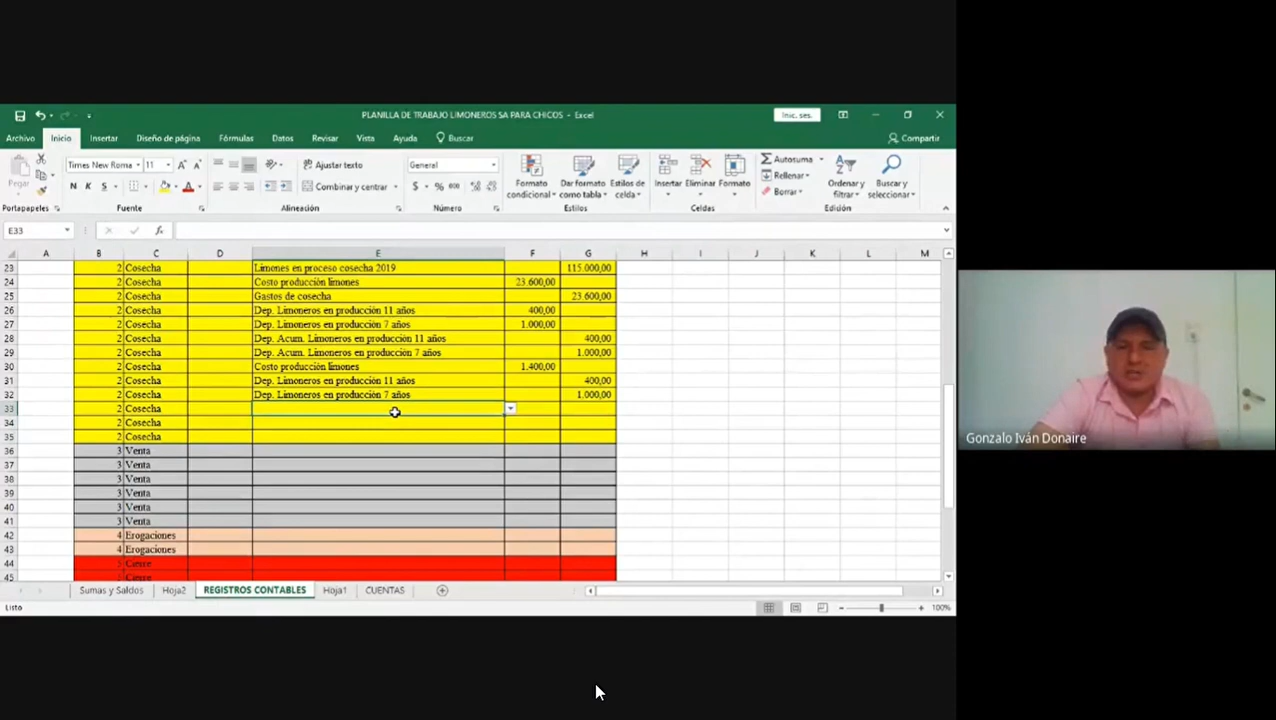 PLANILLA DE TRABAJO LIMONEROS SA PARA CHICOS - Excel
Inic. ses.
Archivo Inicio Insertar Diseño de página Fórmulas Datos Revisar Vista Ayuda Buscar Compartir
Pegar
Times New Roma 11
N K S
Ajustar texto
Combinar y centrar
General
$ % 000
Formato condicional
Dar formato como tabla
Estilos de celda
Insertar Eliminar Formato
Autosuma
Rellenar
Borrar
Ordenar y filtrar
Buscar y seleccionar
Portapapeles Fuente Alineación Número Estilos Celdas Edición
E33 fx
A B C D E F G H I J K L M
23 2 Cosecha Limones en proceso cosecha 2019 115.000,00
24 2 Cosecha Costo producción limones 23.600,00
25 2 Cosecha Gastos de cosecha 23.600,00
26 2 Cosecha Dep. Limoneros en producción 11 años 400,00
27 2 Cosecha Dep. Limoneros en producción 7 años 1.000,00
28 2 Cosecha Dep. Acum. Limoneros en producción 11 años 400,00
29 2 Cosecha Dep. Acum. Limoneros en producción 7 años 1.000,00
30 2 Cosecha Costo producción limones 1.400,00
31 2 Cosecha Dep. Limoneros en producción 11 años 400,00
32 2 Cosecha Dep. Limoneros en producción 7 años 1.000,00
33 2 Cosecha
34 2 Cosecha
35 2 Cosecha
36 3 Venta
37 3 Venta
38 3 Venta
39 3 Venta
40 3 Venta
41 3 Venta
42 4 Erogaciones
43 4 Erogaciones
44 5 Cierre
45 5 Cierre
Sumas y Saldos Hoja2 REGISTROS CONTABLES Hoja1 CUENTAS
Listo
100%
Gonzalo Iván Donaire